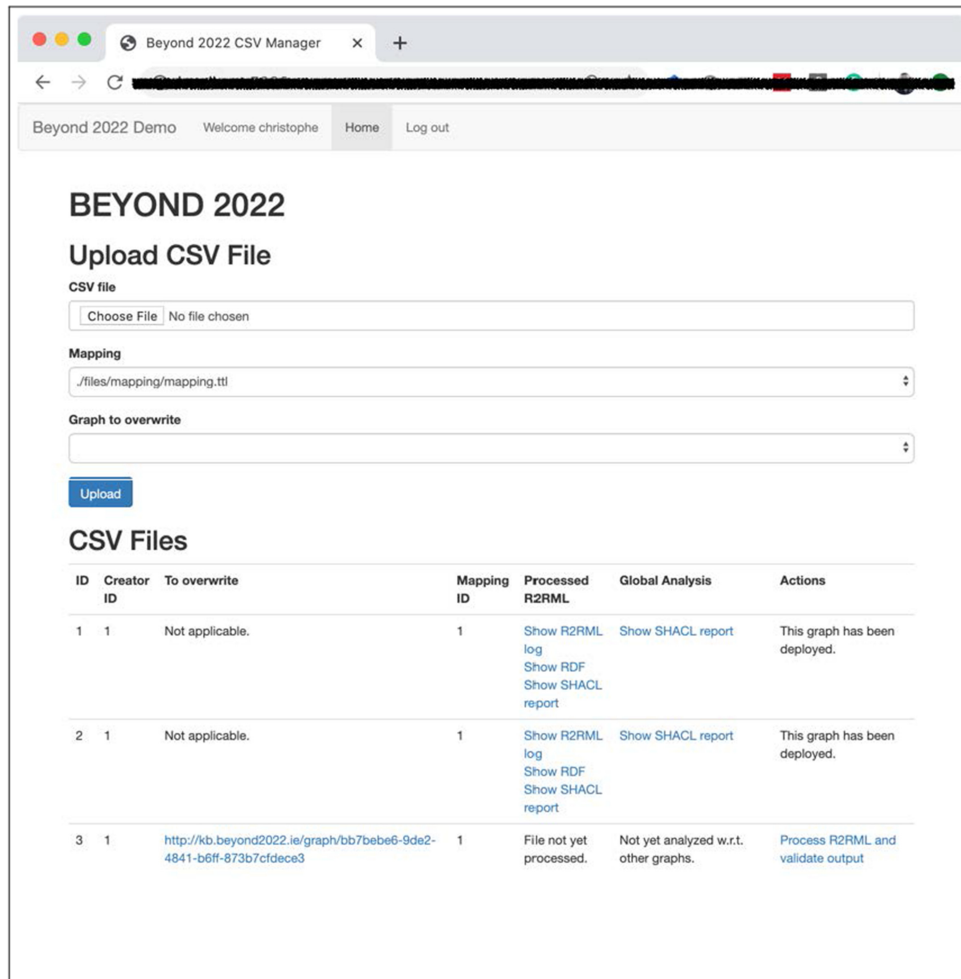 Beyond 2022 CSV Manager
Beyond 2022 Demo Welcome christophe Home Log out
BEYOND 2022
Upload CSV File
CSV file
Choose File No file chosen
Mapping
./files/mapping/mapping.ttl
Graph to overwrite
Upload
CSV Files
ID Creator To overwrite Mapping Processed Global Analysis Actions
ID ID R2RML
1 1 Not applicable. 1 Show R2RML Show SHACL report This graph has been
log deployed.
Show RDF
Show SHACL
report
2 1 Not applicable. 1 Show R2RML Show SHACL report This graph has been
log deployed.
Show RDF
Show SHACL
report
3 1 http://kb.beyond2022.ie/graph/bb7bebe6-9de2- 1 File not yet Not yet analyzed w.r.t. Process R2RML and
4841-b6ff-873b7cfdece3 processed. other graphs. validate output